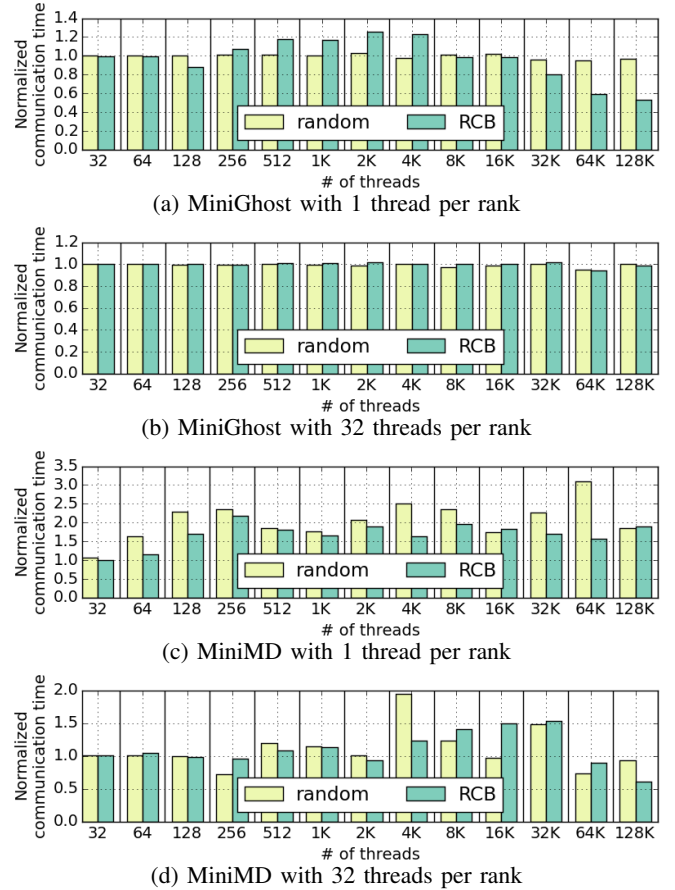 Normalized
communication time
1.4
1.2
1.0
0.8
0.6
0.4
0.2
0.0
random RCB
32 64 128 256 512 1K 2K 4K 8K 16K 32K 64K 128K
# of threads
(a) MiniGhost with 1 thread per rank
Normalized
communication time
1.2
1.0
0.8
0.6
0.4
0.2
0.0
random RCB
32 64 128 256 512 1K 2K 4K 8K 16K 32K 64K 128K
# of threads
(b) MiniGhost with 32 threads per rank
Normalized
communication time
3.5
3.0
2.5
2.0
1.5
1.0
0.5
0.0
random RCB
32 64 128 256 512 1K 2K 4K 8K 16K 32K 64K 128K
# of threads
(c) MiniMD with 1 thread per rank
Normalized
communication time
2.0
1.5
1.0
0.5
0.0
random RCB
32 64 128 256 512 1K 2K 4K 8K 16K 32K 64K 128K
# of threads
(d) MiniMD with 32 threads per rank